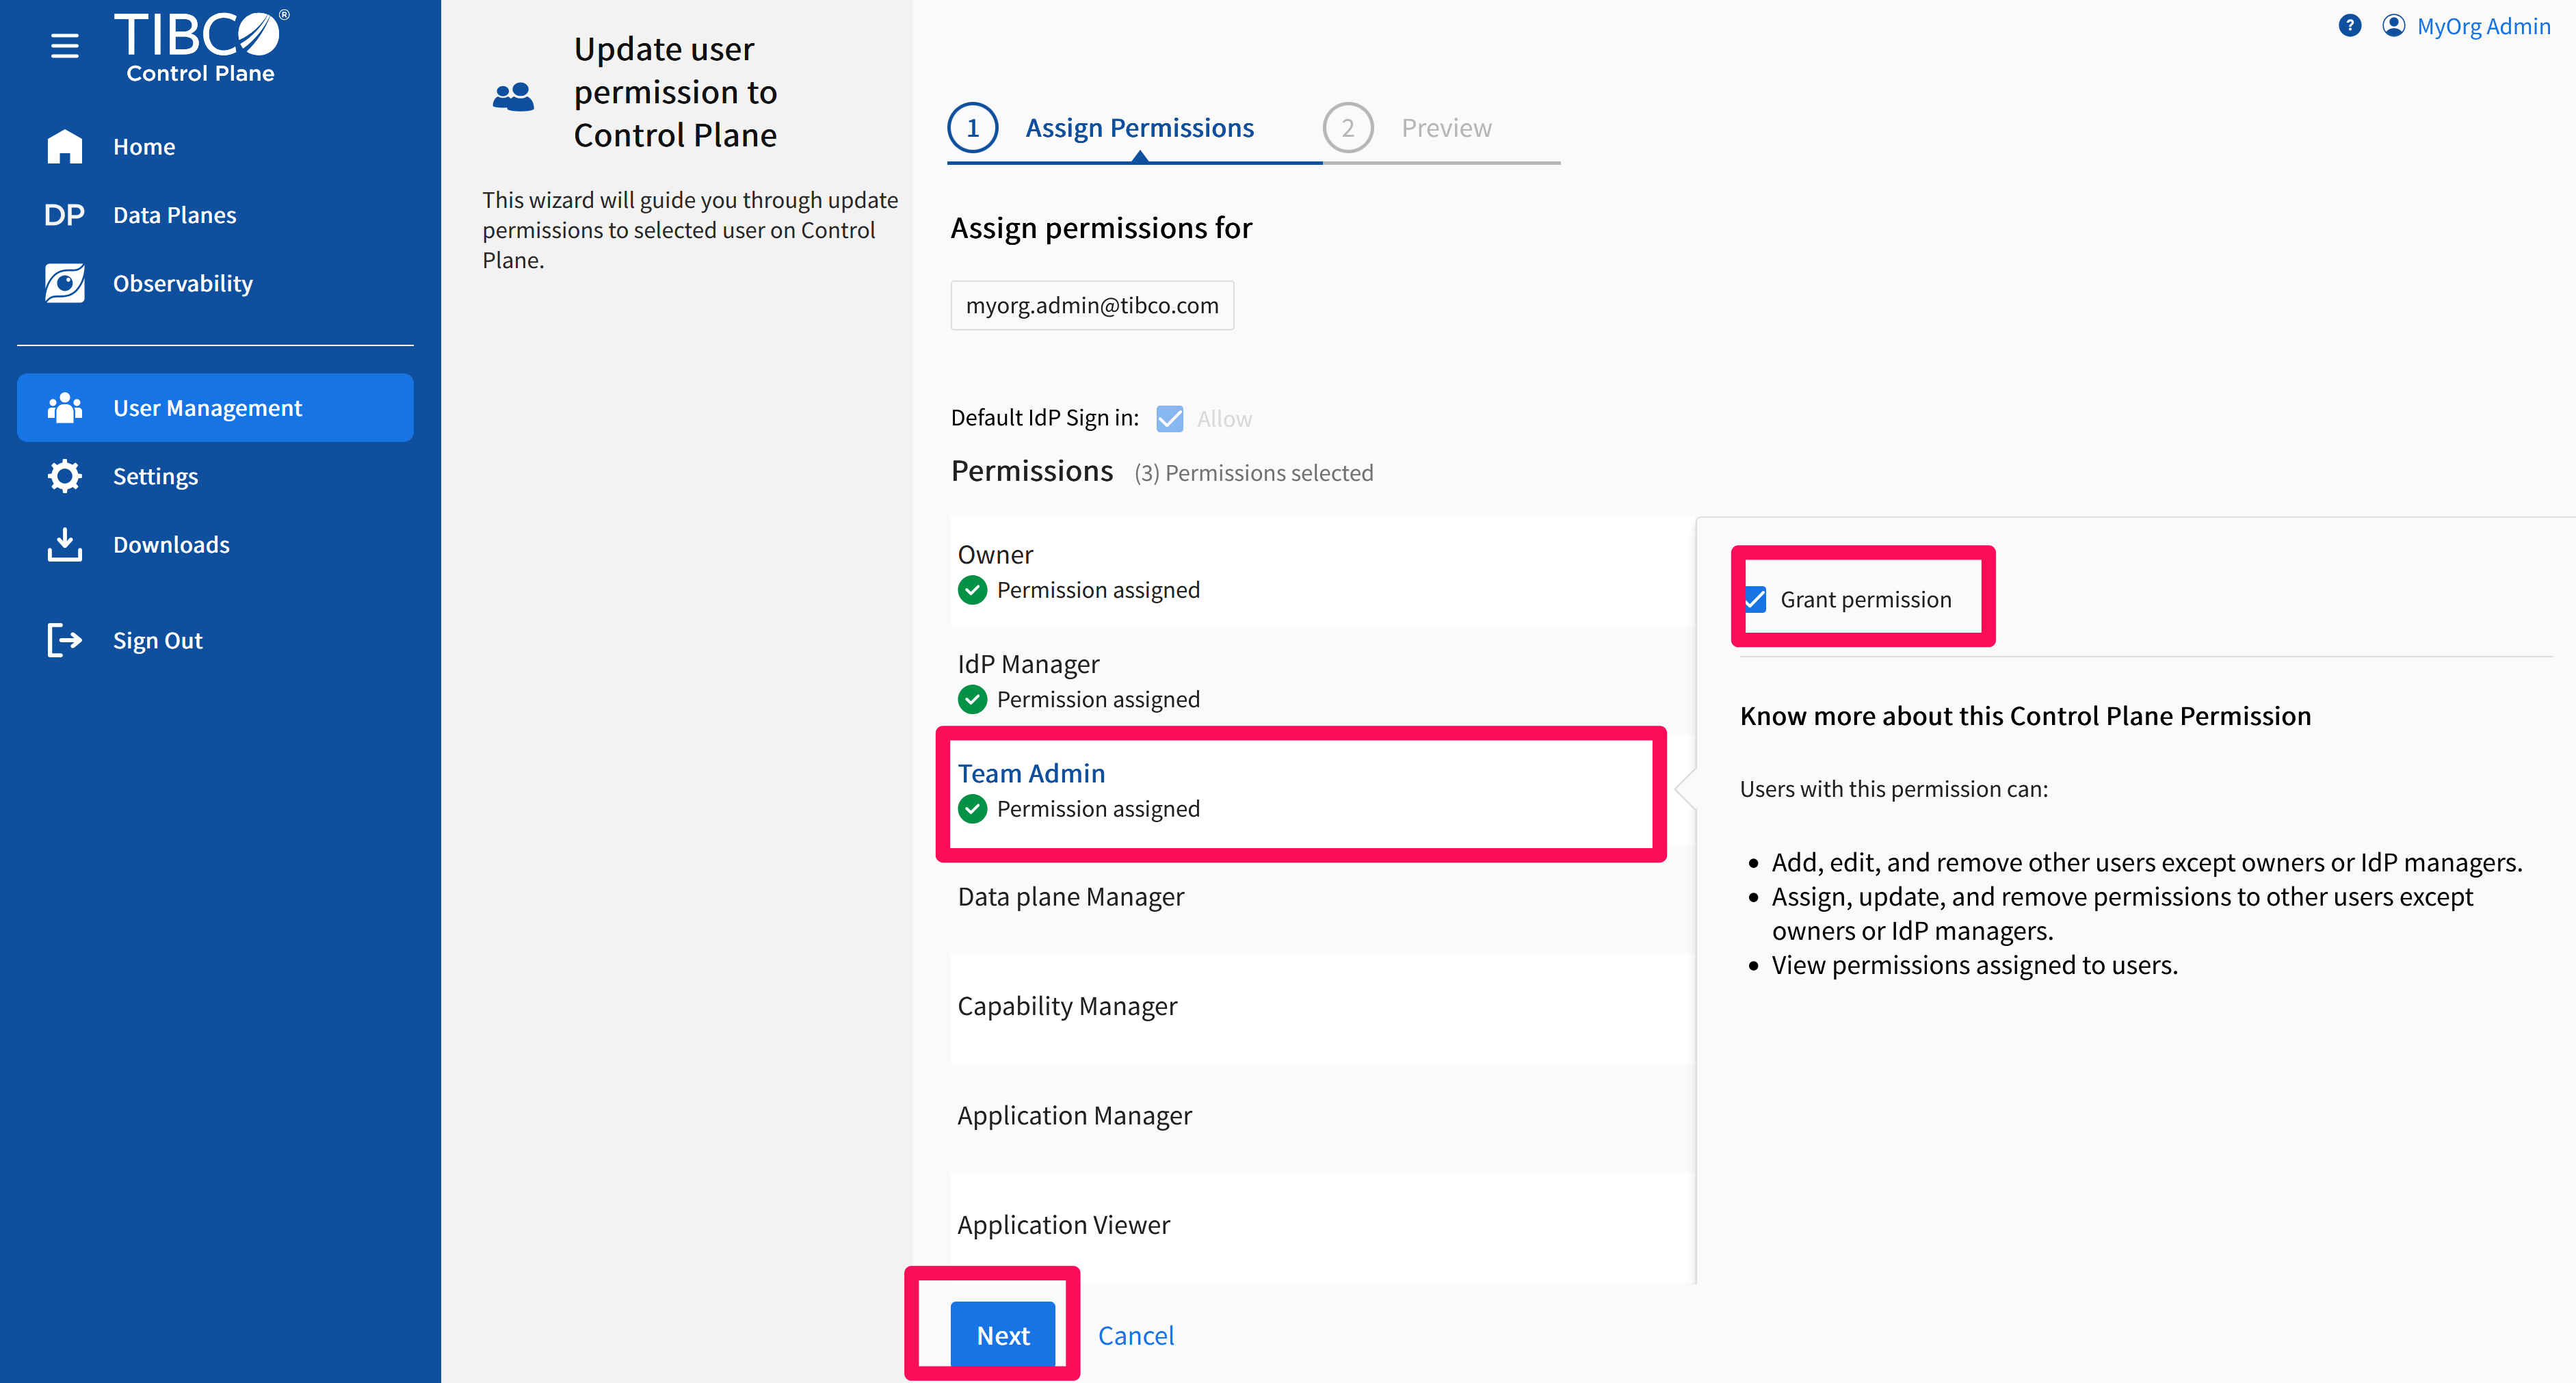 TIBCO®
Control Plane
Home
DP Data Planes
Observability
User Management
Settings
Downloads
Sign Out
Update user
permission to
Control Plane
This wizard will guide you through update
permissions to selected user on Control
Plane.
? MyOrg Admin
1 Assign Permissions 2 Preview
Assign permissions for
myorg.admin@tibco.com
Default IdP Sign in: Allow
Permissions (3) Permissions selected
Owner
Permission assigned
IdP Manager
Permission assigned
Team Admin
Permission assigned
Data plane Manager
Capability Manager
Application Manager
Application Viewer
Next Cancel
Grant permission
Know more about this Control Plane Permission
Users with this permission can:
• Add, edit, and remove other users except owners or IdP managers.
• Assign, update, and remove permissions to other users except
owners or IdP managers.
• View permissions assigned to users.